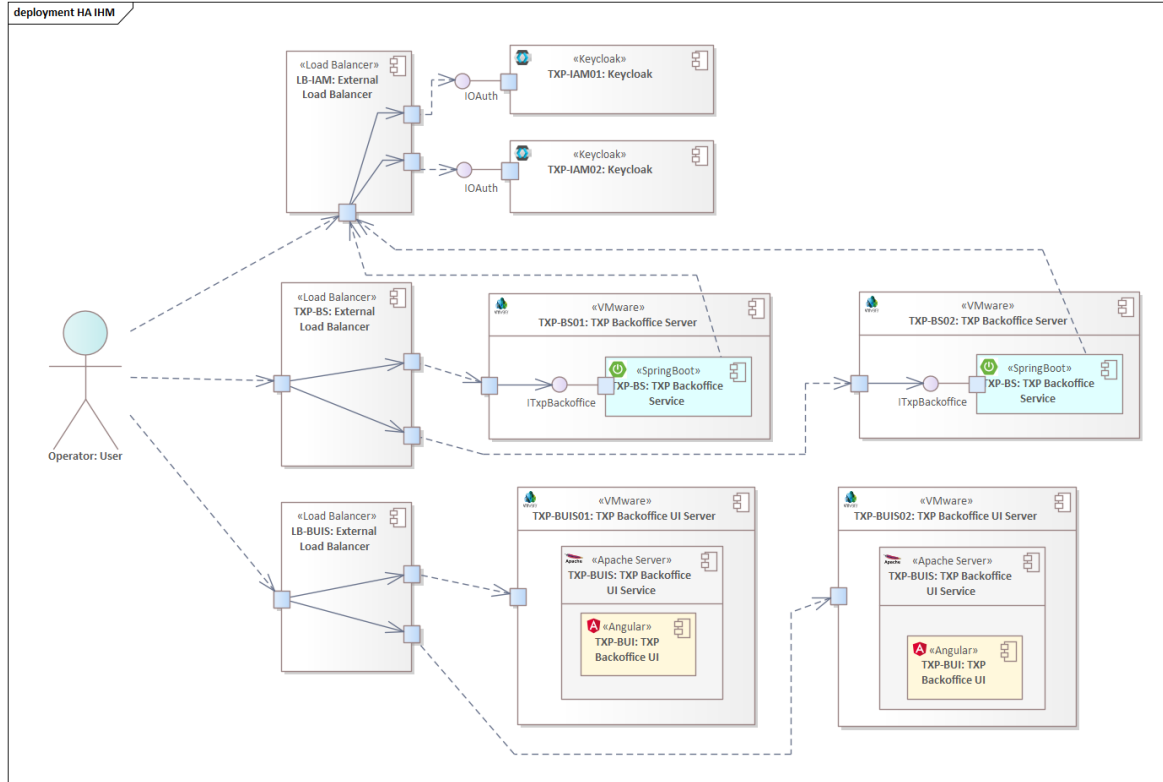 deployment HA IHM
«Load Balancer»
LB-IAM: External
Load Balancer
IOAuth
«Keycloak»
TXP-IAM01: Keycloak
IOAuth
«Keycloak»
TXP-IAM02: Keycloak
Operator: User
«Load Balancer»
TXP-BS: External
Load Balancer
«VMware»
TXP-BS01: TXP Backoffice Server
ITxpBackoffice
«SpringBoot»
TXP-BS: TXP Backoffice
Service
«VMware»
TXP-BS02: TXP Backoffice Server
ITxpBackoffice
«SpringBoot»
TXP-BS: TXP Backoffice
Service
«Load Balancer»
LB-BUIS: External
Load Balancer
«VMware»
TXP-BUIS01: TXP Backoffice UI Server
Apache
«Apache Server»
TXP-BUIS: TXP Backoffice
UI Service
«Angular»
TXP-BUI: TXP
Backoffice UI
«VMware»
TXP-BUIS02: TXP Backoffice UI Server
Apache
«Apache Server»
TXP-BUIS: TXP Backoffice
UI Service
«Angular»
TXP-BUI: TXP
Backoffice UI